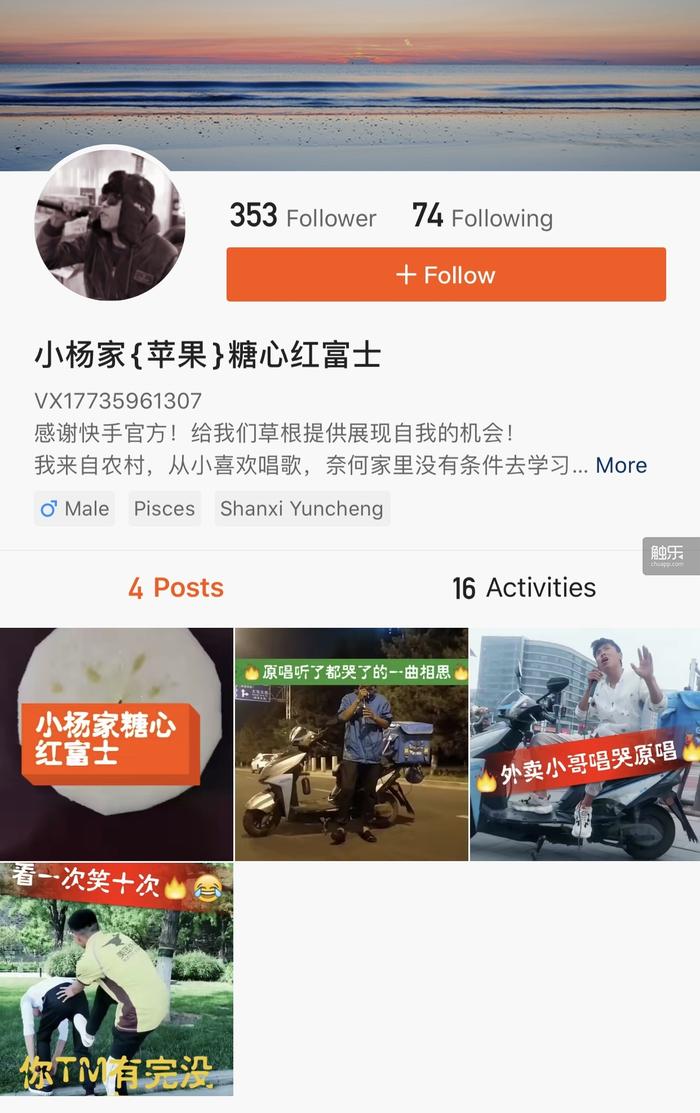 353 Follower 74 Following
+ Follow
小杨家{苹果}糖心红富士
VX17735961307
感谢快手官方！给我们草根提供展现自我的机会！
我来自农村，从小喜欢唱歌，奈何家里没有条件去学习... More
♂ Male Pisces Shanxi Yuncheng
触乐
chuapp.com
4 Posts 16 Activities
小杨家糖心
红富士
🔥原唱听了都哭了的一曲相思🔥
🔥外卖小哥唱哭原唱🔥
看一次笑十次🔥😂
你TM有完没